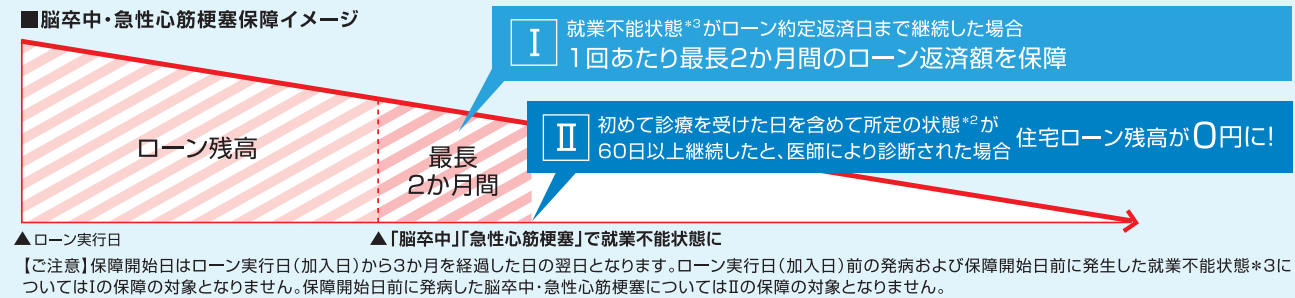 ■脳卒中・急性心筋梗塞保障イメージ
Ⅰ
就業不能状態*3がローン約定返済日まで継続した場合
1回あたり最長2か月間のローン返済額を保障
Ⅱ
初めて診療を受けた日を含めて所定の状態*2が
60日以上継続したと、医師により診断された場合
住宅ローン残高が0円に!
ローン残高
最長
2か月間
▲ローン実行日
▲「脳卒中」「急性心筋梗塞」で就業不能状態に
【ご注意】保障開始日はローン実行日(加入日)から3か月を経過した日の翌日となります。ローン実行日(加入日)前の発病および保障開始日前に発生した就業不能状態*3に
ついてはⅠの保障の対象となりません。保障開始日前に発病した脳卒中・急性心筋梗塞についてはⅡの保障の対象となりません。